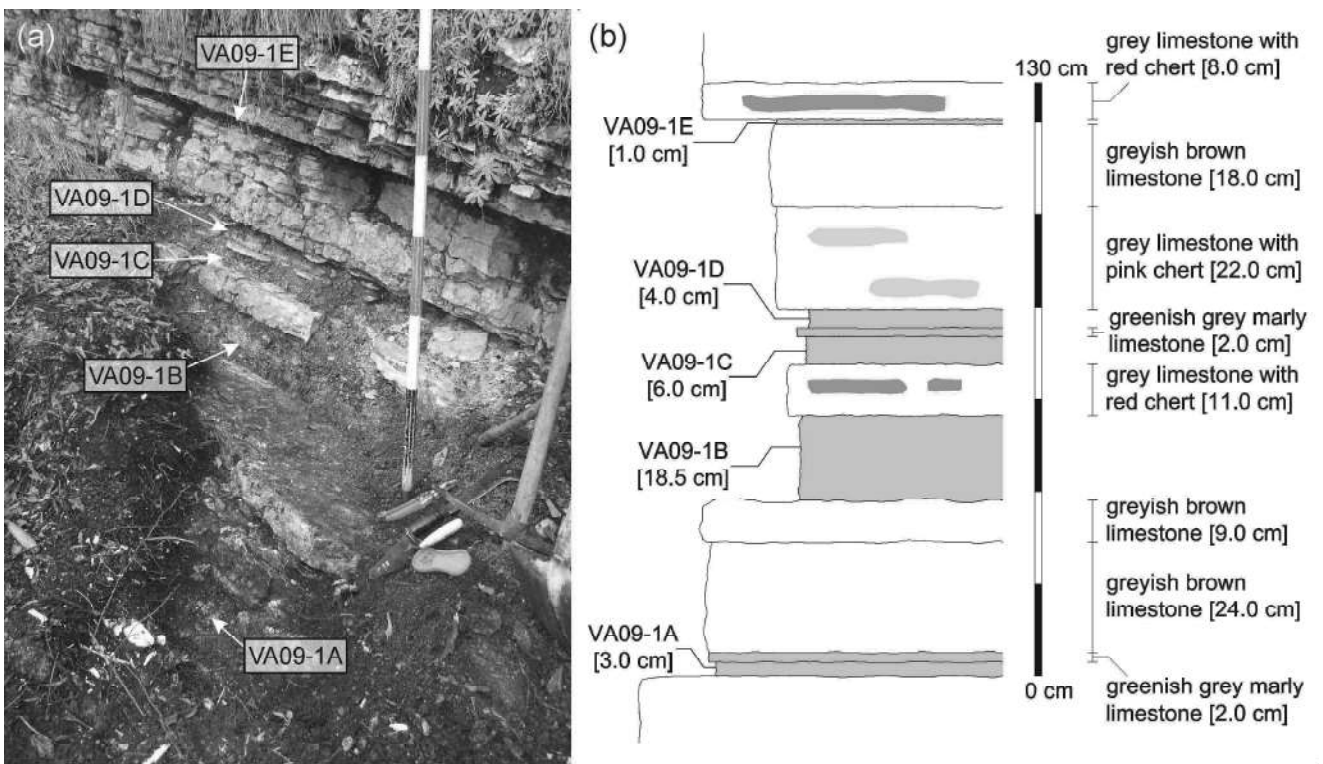 (a)
VA09-1E
VA09-1D
VA09-1C
VA09-1B
VA09-1A
(b)
130 cm
VA09-1E
[1.0 cm]
VA09-1D
[4.0 cm]
VA09-1C
[6.0 cm]
VA09-1B
[18.5 cm]
VA09-1A
[3.0 cm]
0 cm
grey limestone with
red chert [8.0 cm]
greyish brown
limestone [18.0 cm]
grey limestone with
pink chert [22.0 cm]
greenish grey marly
limestone [2.0 cm]
grey limestone with
red chert [11.0 cm]
greyish brown
limestone [9.0 cm]
greyish brown
limestone [24.0 cm]
greenish grey marly
limestone [2.0 cm]